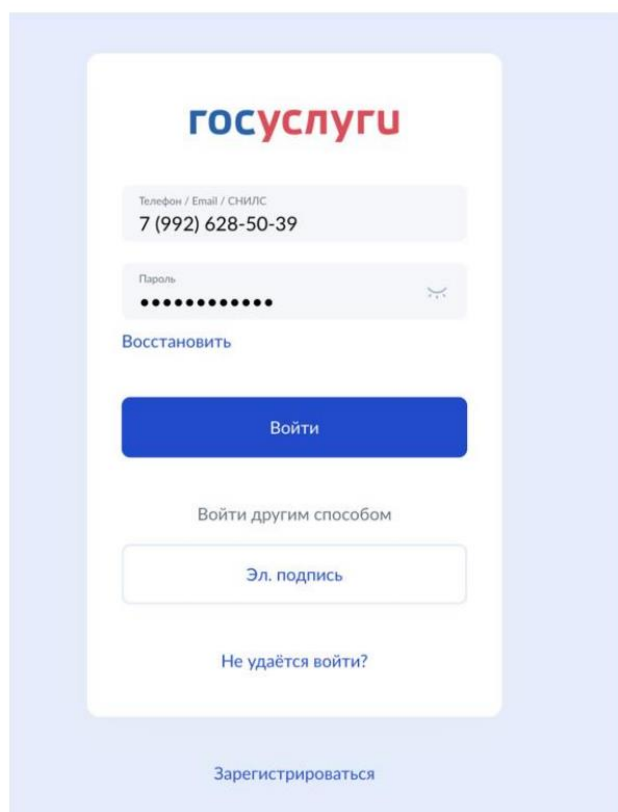 госуслуги
Телефон / Email / СНИЛС
7 (992) 628-50-39
Пароль
••••••••••••
Восстановить
Войти
Войти другим способом
Эл. подпись
Не удаётся войти?
Зарегистрироваться